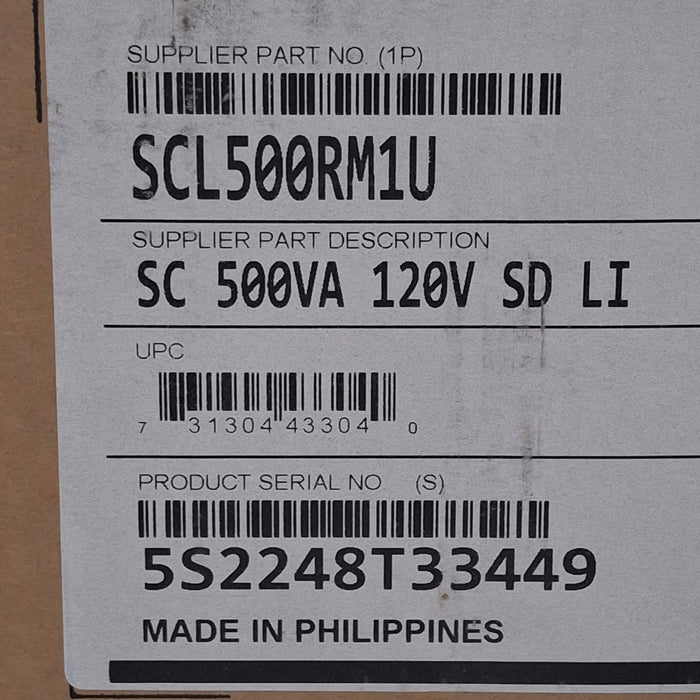 SUPPLIER PART NO. (1P)
SCL500RM1U
SUPPLIER PART DESCRIPTION
SC 500VA 120V SD LI
UPC
7 31304 43304 0
PRODUCT SERIAL NO (S)
5S2248T33449
MADE IN PHILIPPINES